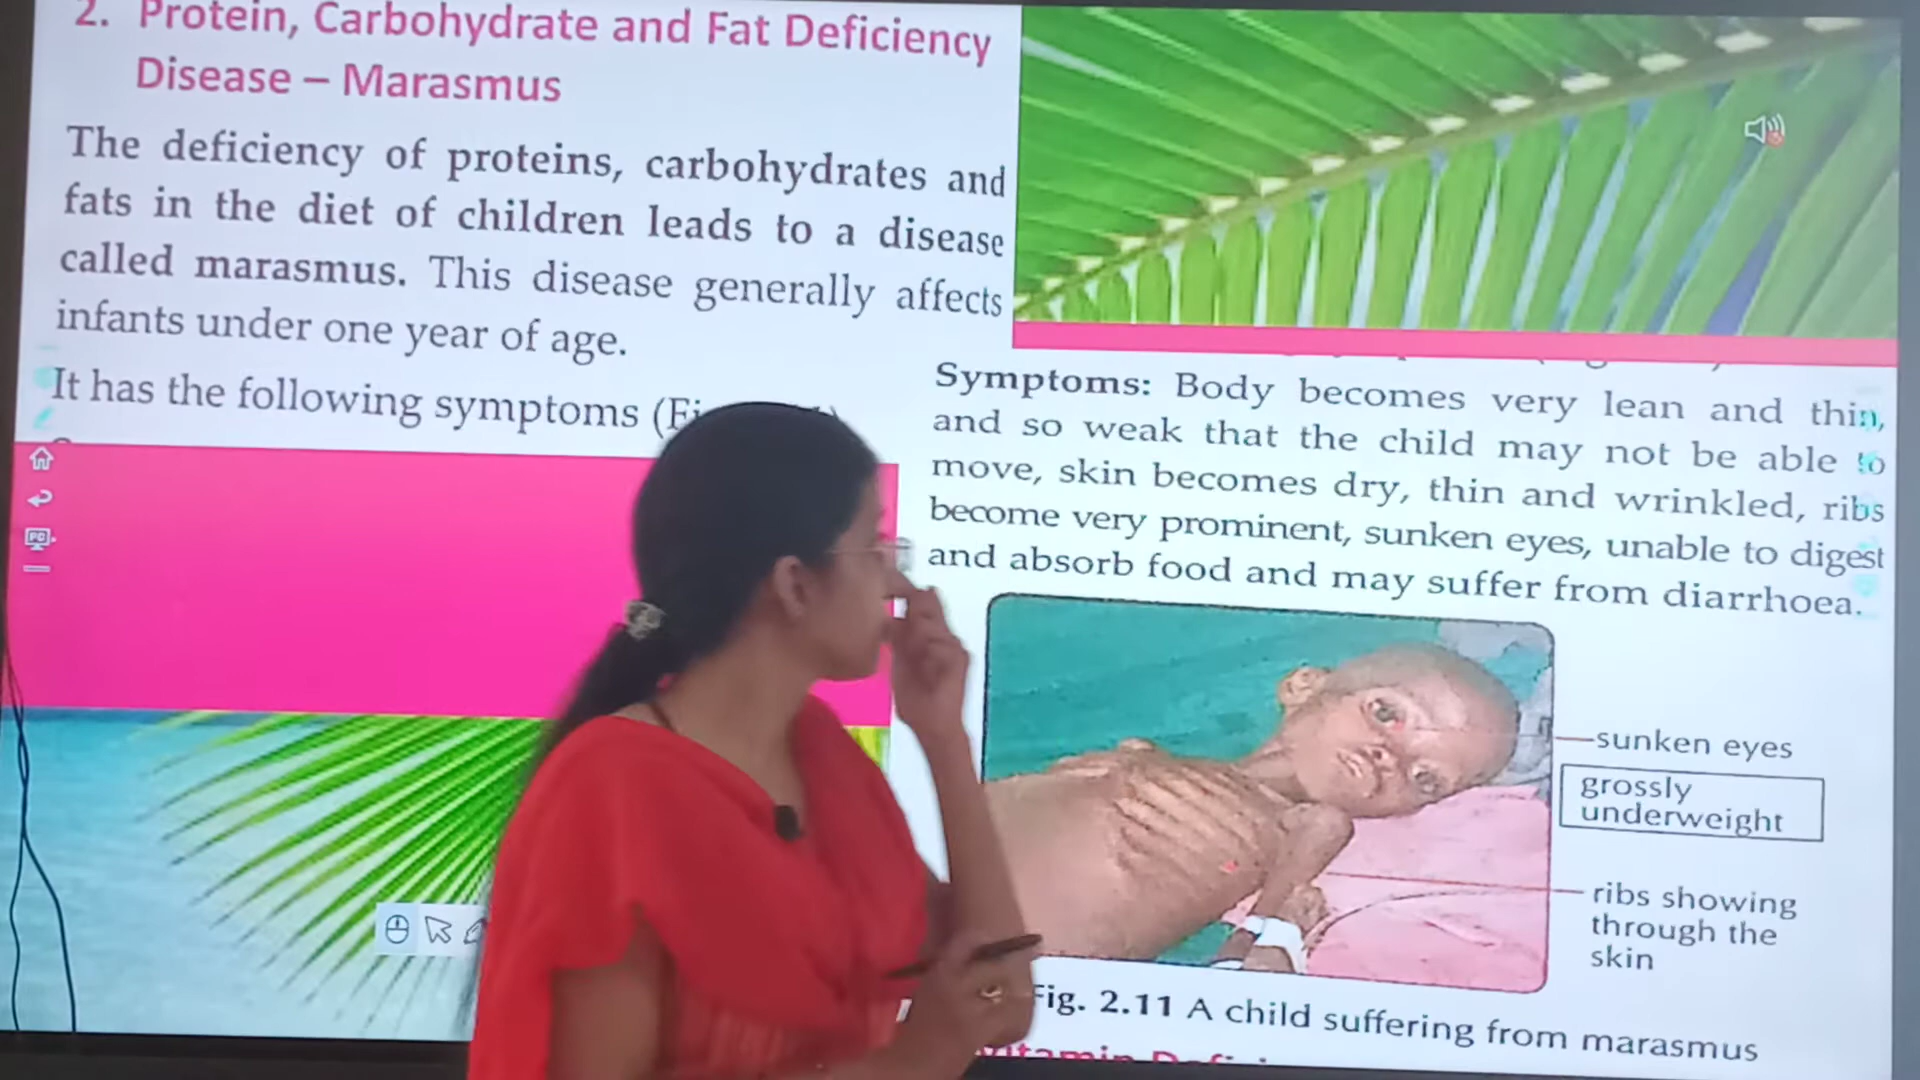 2. Protein, Carbohydrate and Fat Deficiency
Disease – Marasmus
The deficiency of proteins, carbohydrates and
fats in the diet of children leads to a disease
called marasmus. This disease generally affects
infants under one year of age.
It has the following symptoms
Symptoms: Body becomes very lean and thin,
and so weak that the child may not be able to
move, skin becomes dry, thin and wrinkled, ribs
become very prominent, sunken eyes, unable to digest
and absorb food and may suffer from diarrhoea.
sunken eyes
grossly
underweight
ribs showing
through the
skin
Fig. 2.11 A child suffering from marasmus
PC